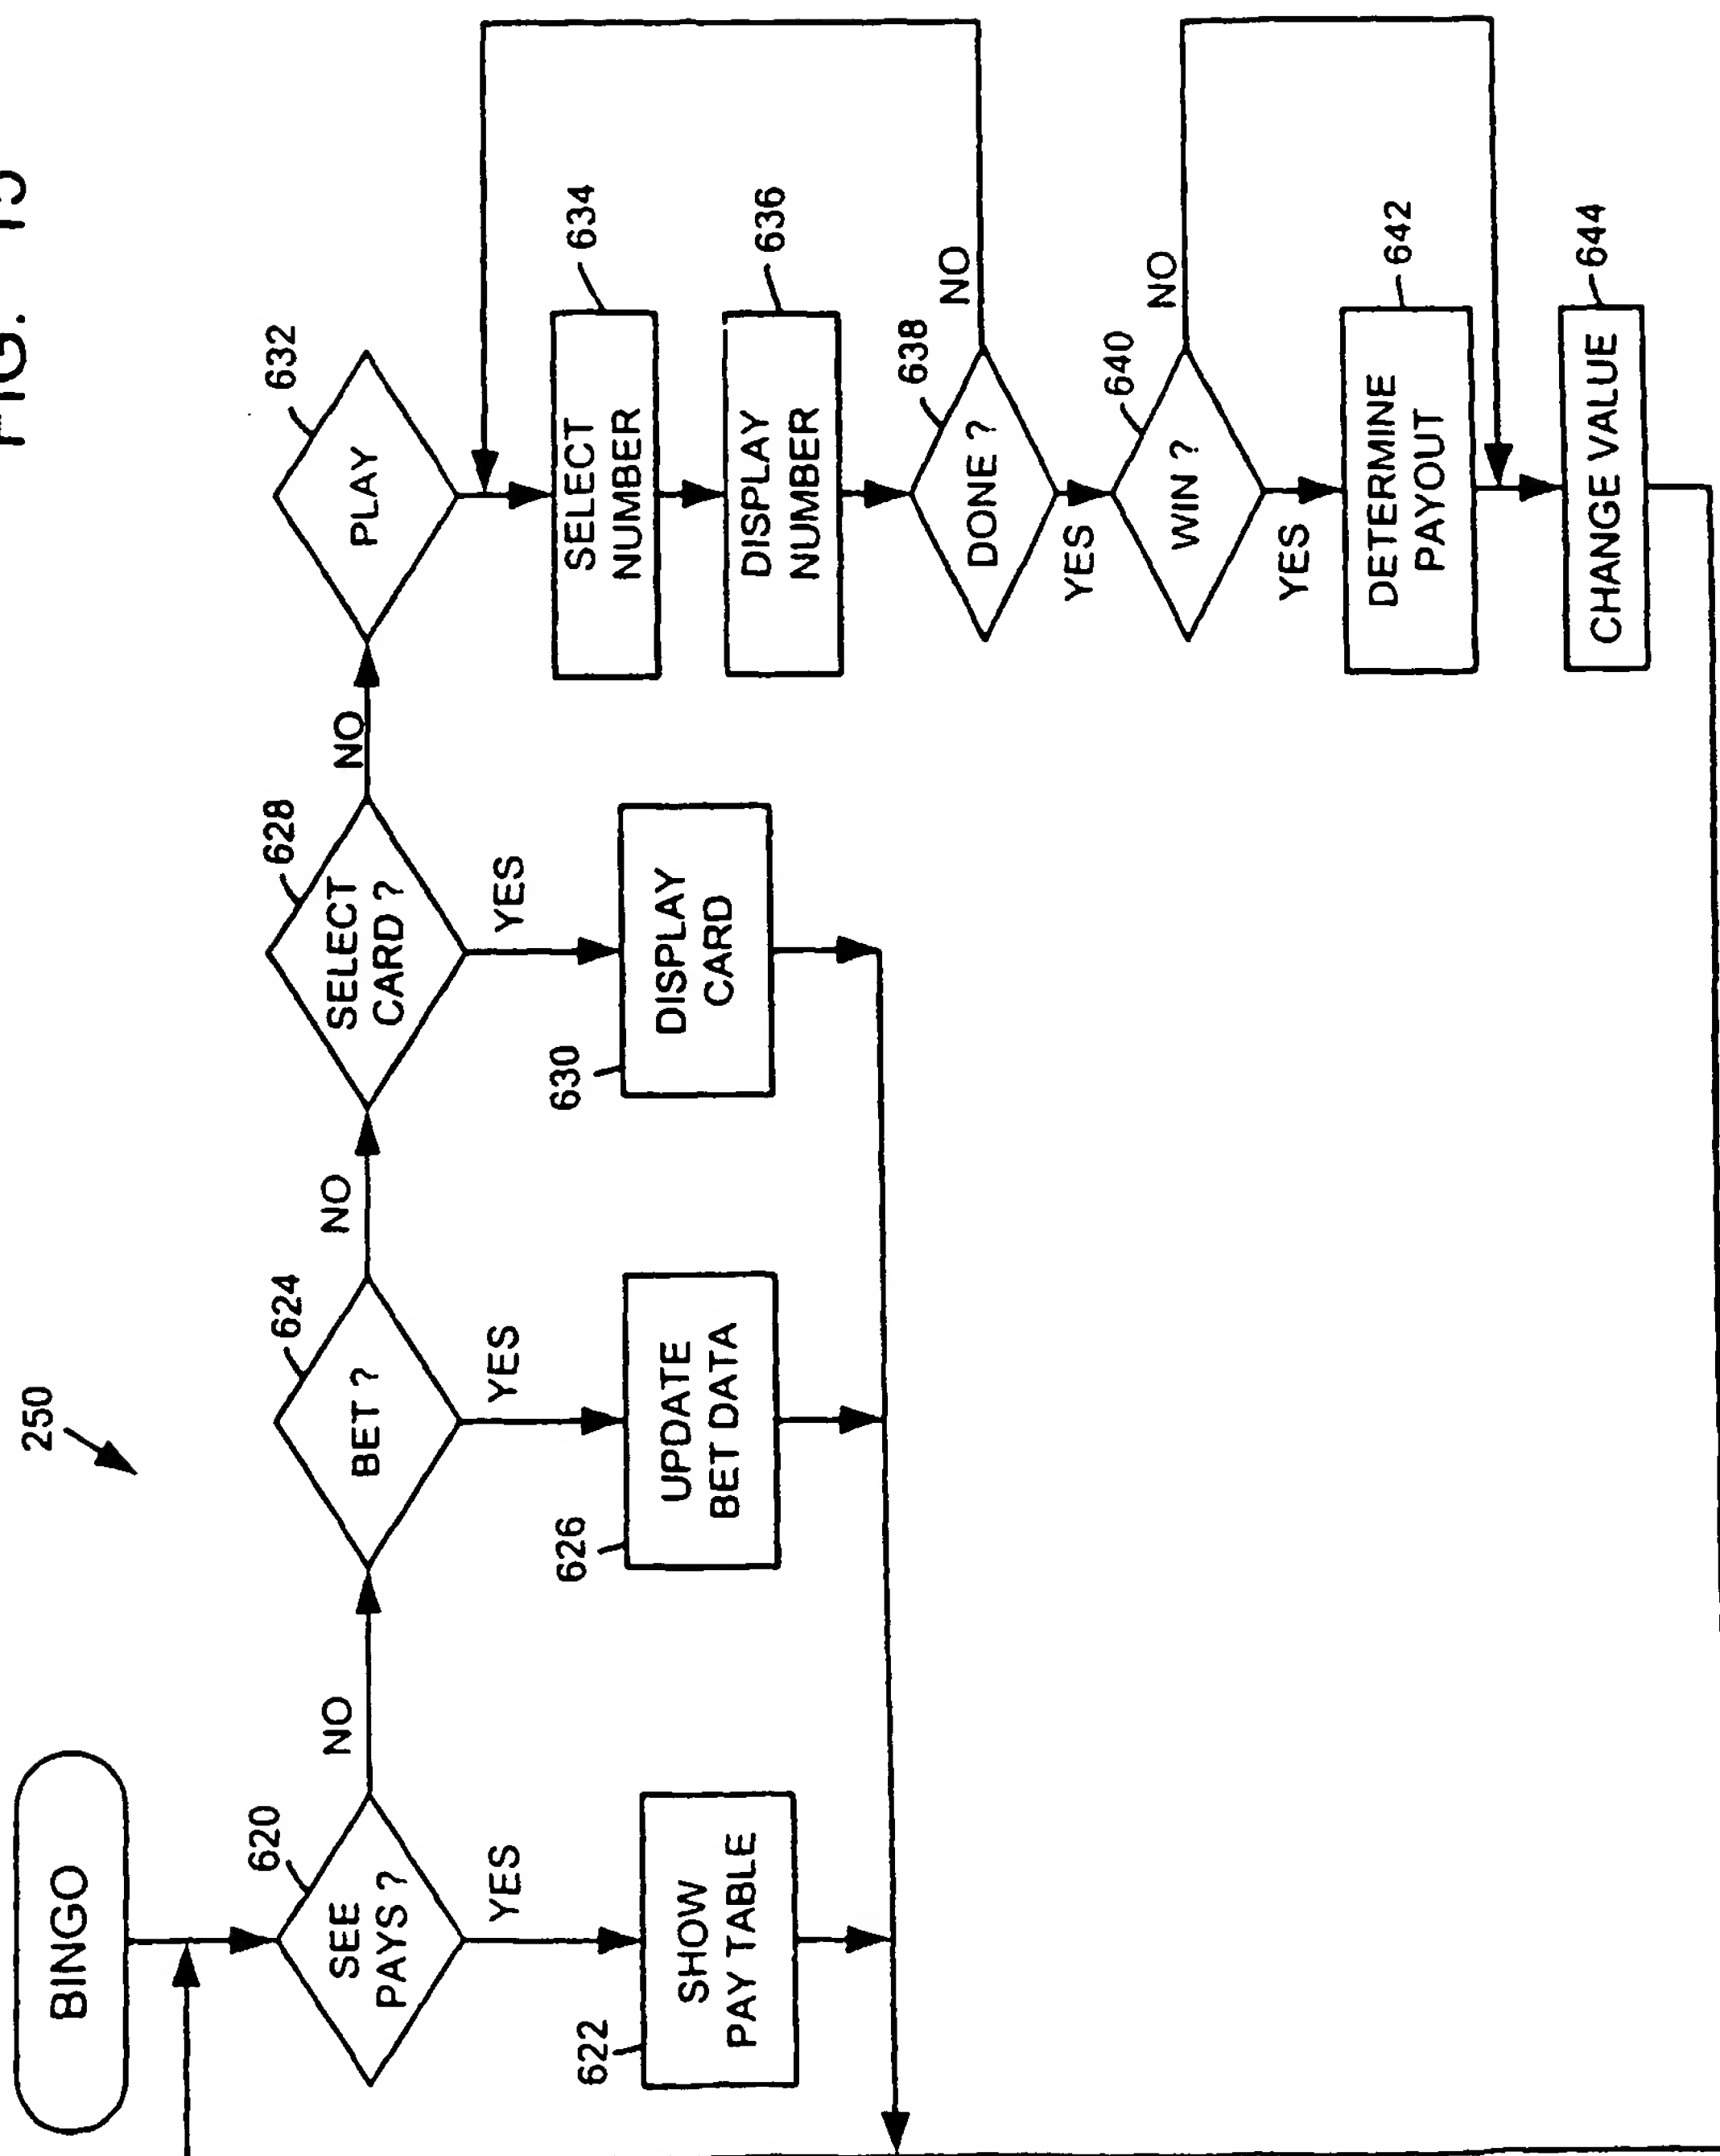 FIG.
250
BINGO
620
SEE
PAYS ?
NO
YES
622
SHOW
PAY TABLE
624
BET ?
NO
YES
626
UPDATE
BET DATA
628
SELECT
CARD ?
NO
YES
630
DISPLAY
CARD
632
PLAY
634
SELECT
NUMBER
636
DISPLAY
NUMBER
638
DONE ?
NO
YES
640
WIN ?
NO
YES
642
DETERMINE
PAYOUT
644
CHANGE VALUE